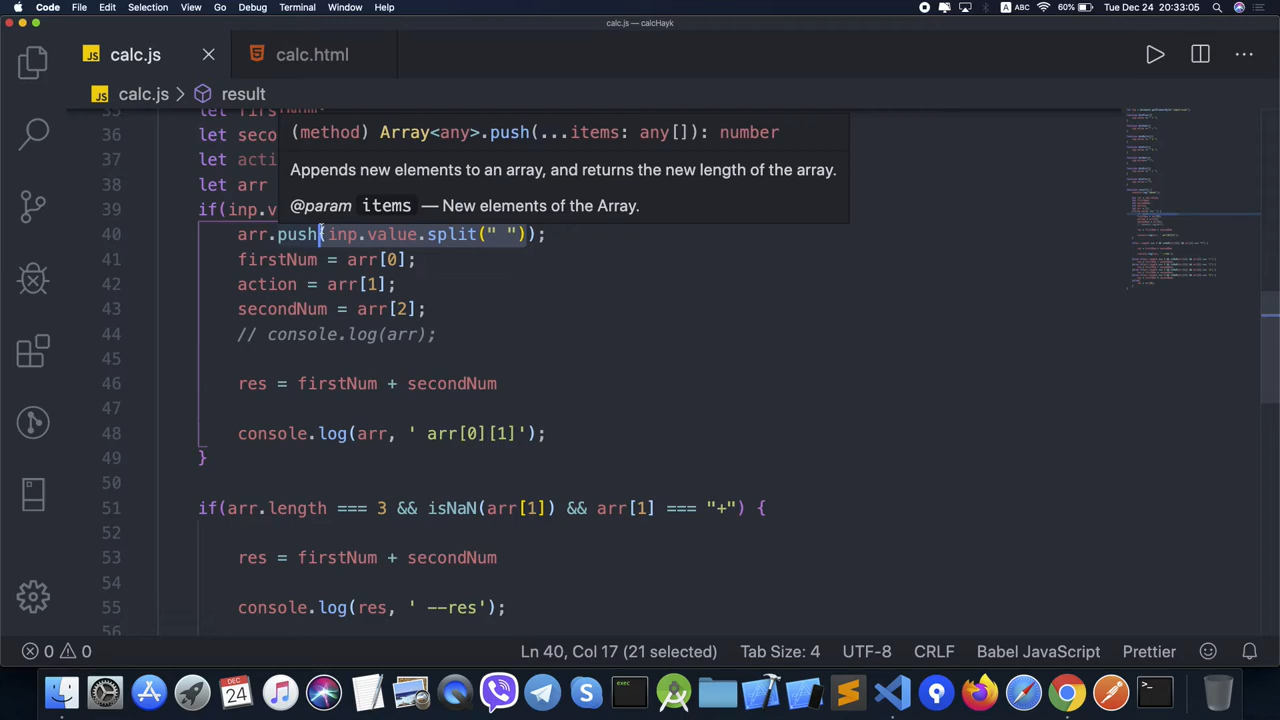 Code File Edit Selection View Go Debug Terminal Window Help
A ABC 60% Tue Dec 24 20:33:05
calc.js — calcHayk
JS calc.js
calc.html
JS calc.js > result
36 let seco
37 let acti
38 let arr
39 if(inp.v
(method) Array<any>.push(...items: any[]): number
Appends new elements to an array, and returns the new length of the array.
@param items — New elements of the Array.
40 arr.push(inp.value.split(" "));
41 firstNum = arr[0];
42 action = arr[1];
43 secondNum = arr[2];
44 // console.log(arr);
45
46 res = firstNum + secondNum
47
48 console.log(arr, ' arr[0][1]');
49 }
50
51 if(arr.length === 3 && isNaN(arr[1]) && arr[1] === "+") {
52
53 res = firstNum + secondNum
54
55 console.log(res, ' --res');
56
0 0 Ln 40, Col 17 (21 selected) Tab Size: 4 UTF-8 CRLF Babel JavaScript Prettier
DEC
24
exec